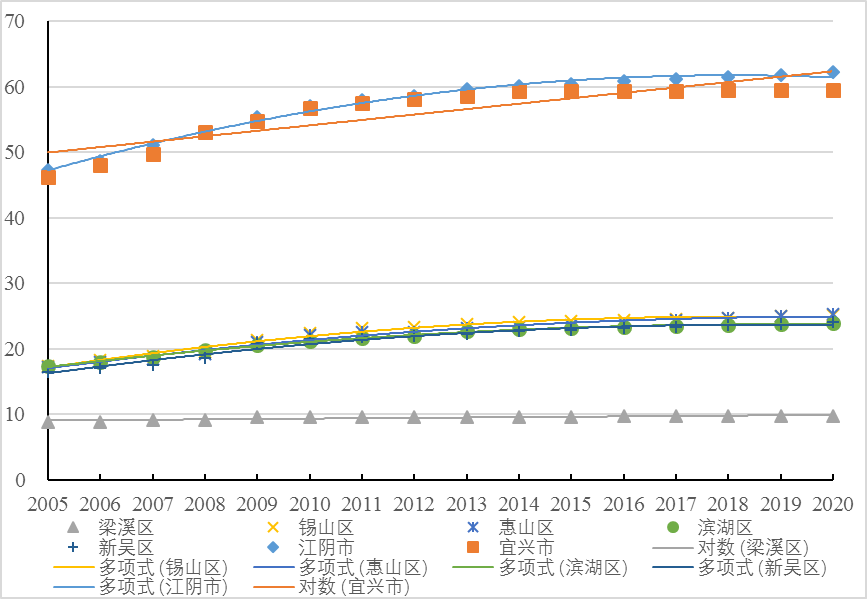 70
60
50
40
30
20
10
0
2005 2006 2007 2008 2009 2010 2011 2012 2013 2014 2015 2016 2017 2018 2019 2020
梁溪区 锡山区 惠山区 滨湖区
新吴区 江阴市 宜兴市 对数 (梁溪区)
多项式 (锡山区) 多项式 (惠山区) 多项式 (滨湖区) 多项式 (新吴区)
多项式 (江阴市) 对数 (宜兴市)